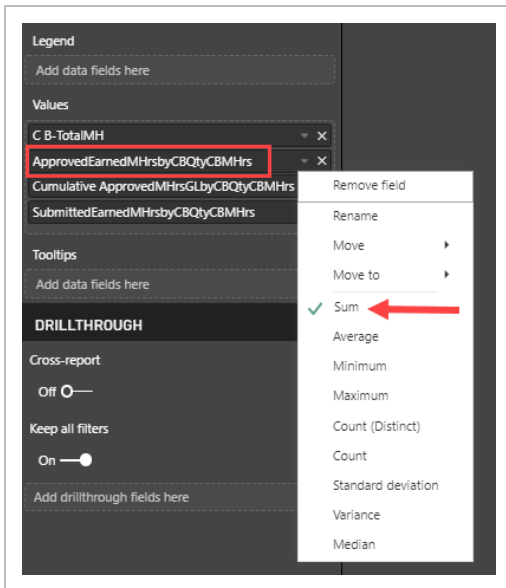 Legend
Add data fields here
Values
C B-TotalMH
ApprovedEarnedMHrsbyCBQtyCBMHrs
Cumulative ApprovedMHrsGLbyCBQtyCBMHrs
SubmittedEarnedMHrsbyCBQtyCBMHrs
Tooltips
Add data fields here
DRILLTHROUGH
Cross-report
Off
Keep all filters
On
Add drillthrough fields here
Remove field
Rename
Move
Move to
Sum
Average
Minimum
Maximum
Count (Distinct)
Count
Standard deviation
Variance
Median